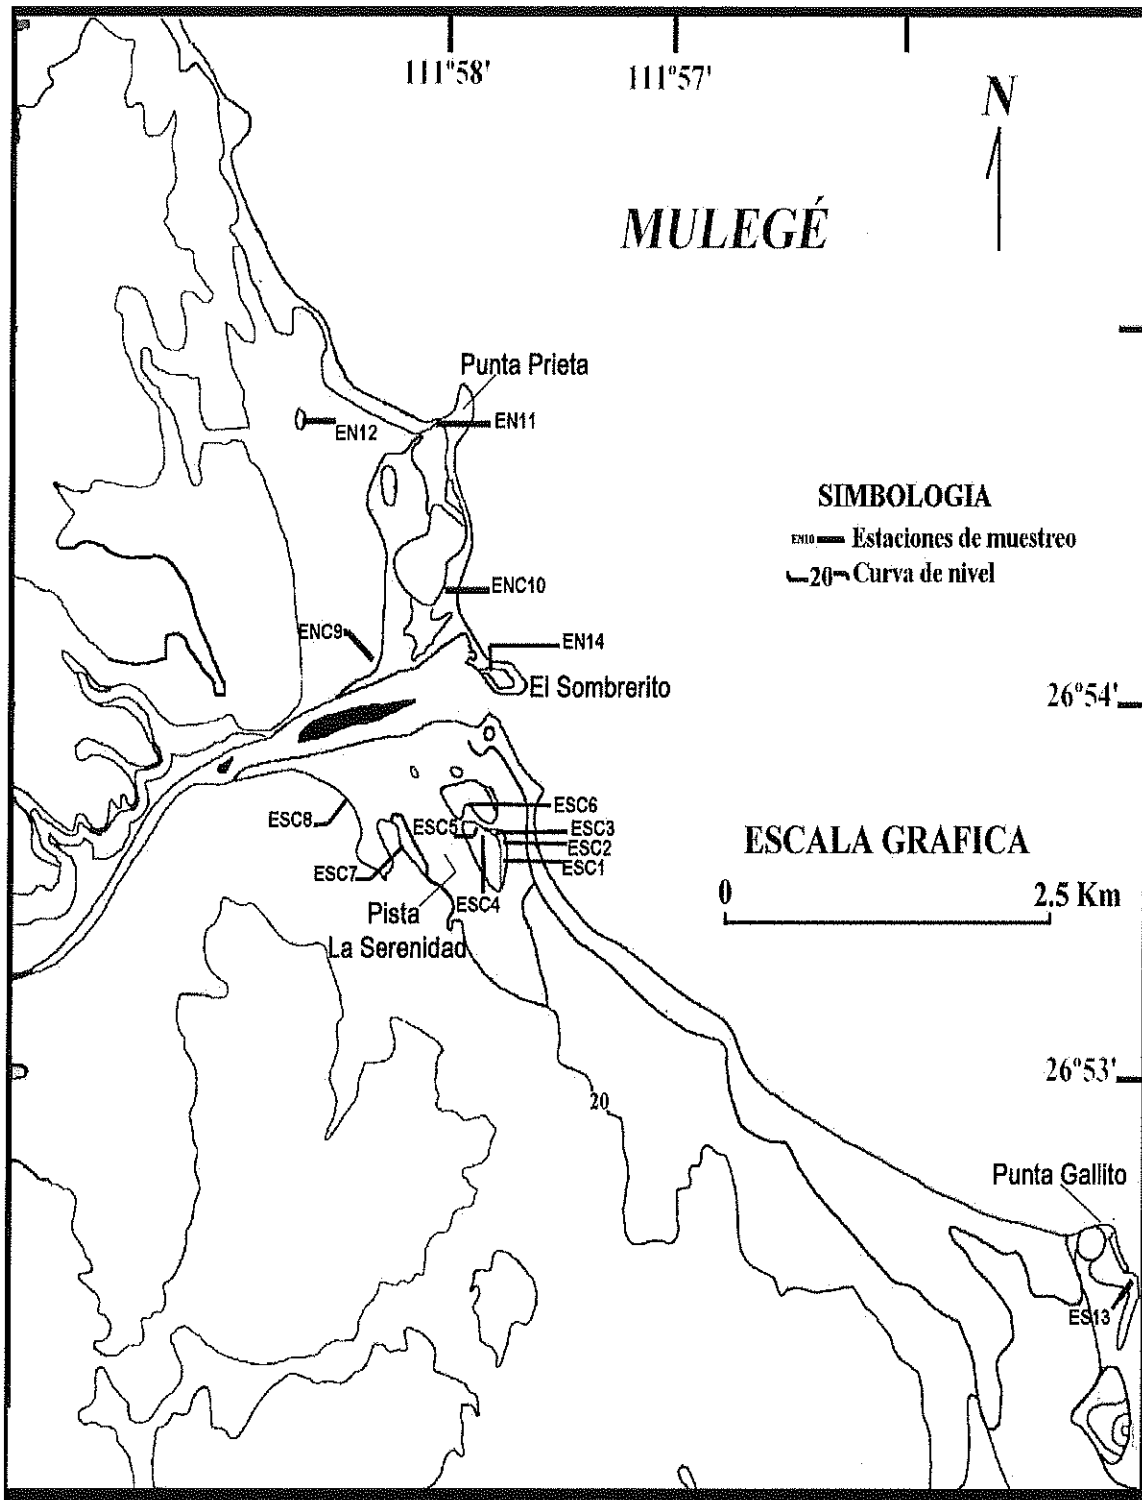 111°58'
111°57'
N
MULEGÉ
Punta Prieta
EN11
EN12
SIMBOLOGIA
EN10 Estaciones de muestreo
20 Curva de nivel
ENC10
ENC9
EN14
El Sombrerito
26°54'
ESC6
ESC8
ESC5
ESC3
ESC2
ESC1
ESC7
ESC4
ESCALA GRAFICA
0
2.5 Km
Pista
La Serenidad
26°53'
20
Punta Gallito
ES13